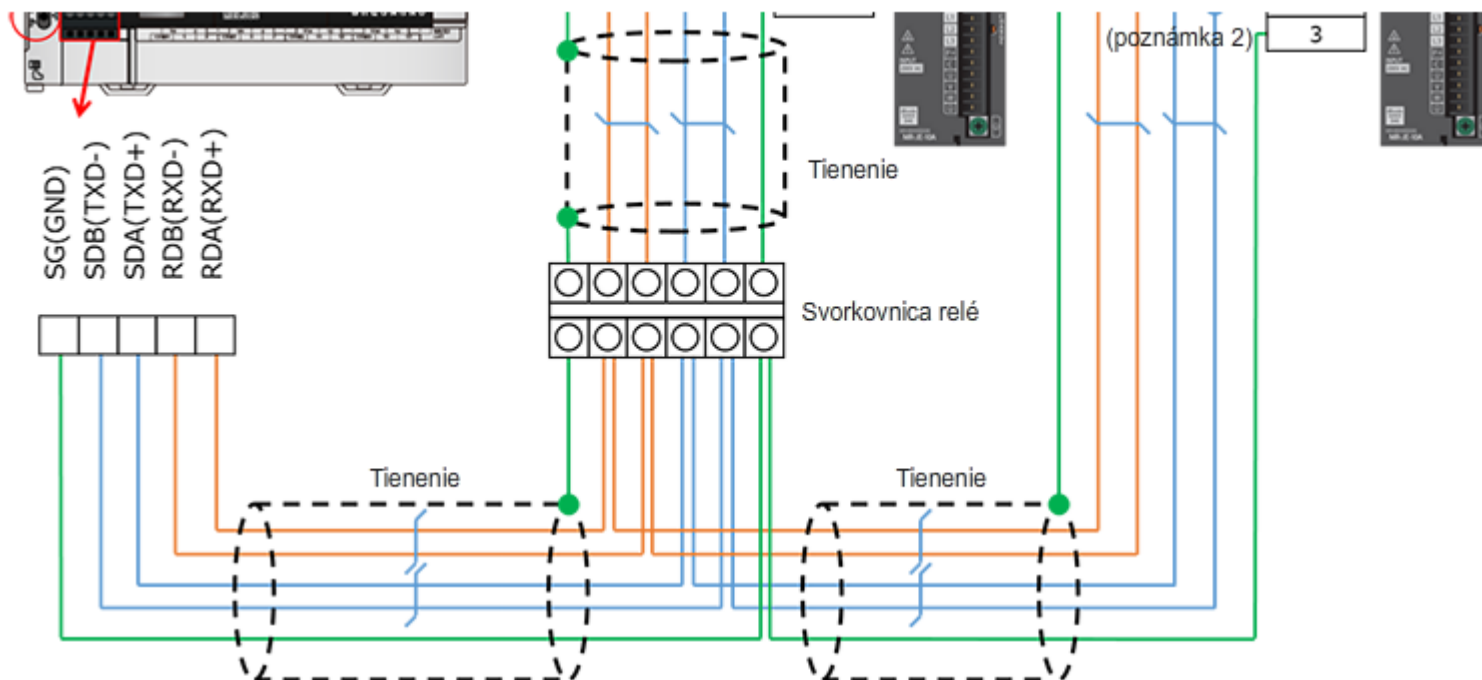 (poznámka 2)
3
Tienenie
SG(GND)
SDB(TXD-)
SDA(TXD+)
RDB(RXD-)
RDA(RXD+)
Svorkovnica relé
Tienenie
Tienenie